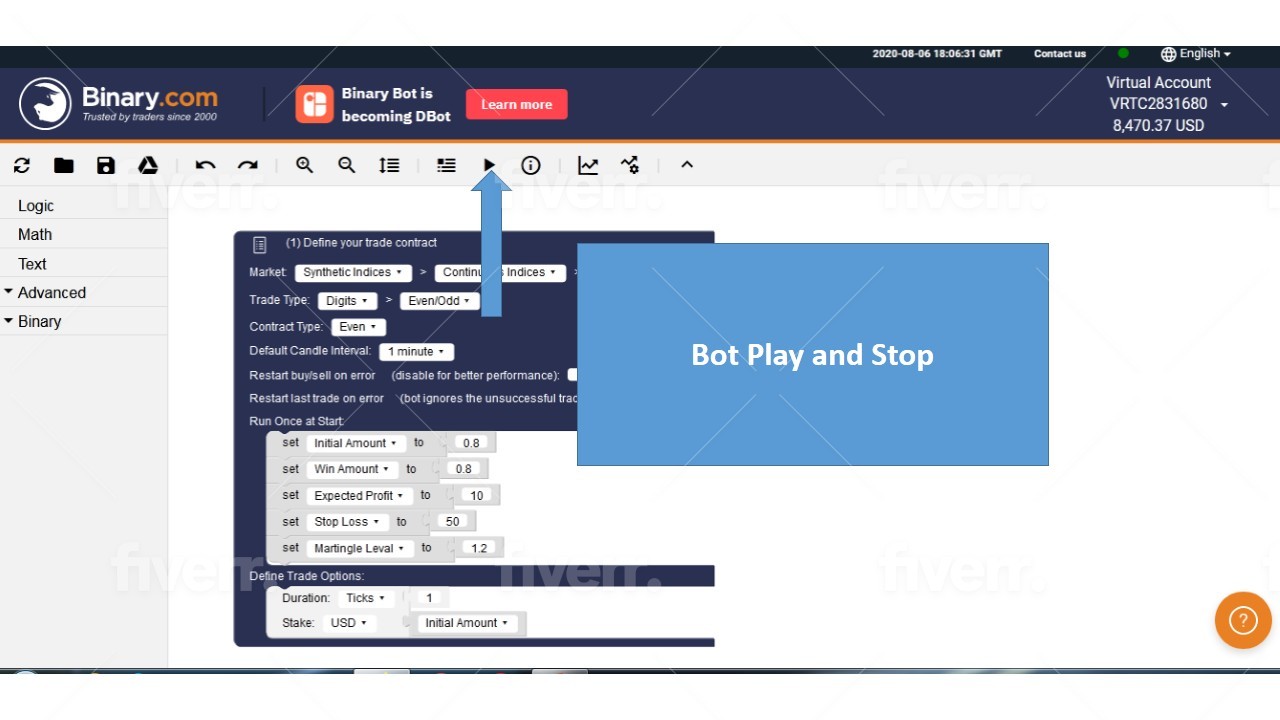 2020-08-06 18:06:31 GMT Contact us English
Binary.com
Trusted by traders since 2000
Binary Bot is
becoming DBot
Learn more
Virtual Account
VRTC2831680
8,470.37 USD
Logic
Math
Text
Advanced
Binary
(1) Define your trade contract
Market: Synthetic Indices > Indices >
Trade Type: Digits > Even/Odd
Contract Type: Even
Default Candle Interval: 1 minute
Restart buy/sell on error (disable for better performance):
Restart last trade on error (bot ignores the unsuccessful
Run Once at Start:
set Initial Amount to 0.8
set Win Amount to 0.8
set Expected Profit to 10
set Stop Loss to 50
set Martingle Leval to 1.2
Define Trade Options:
Duration: Ticks 1
Stake: USD Initial Amount
Bot Play and Stop
?
fiverr.
fiverr.
fiverr.
fiverr.
fiverr.
fiverr.